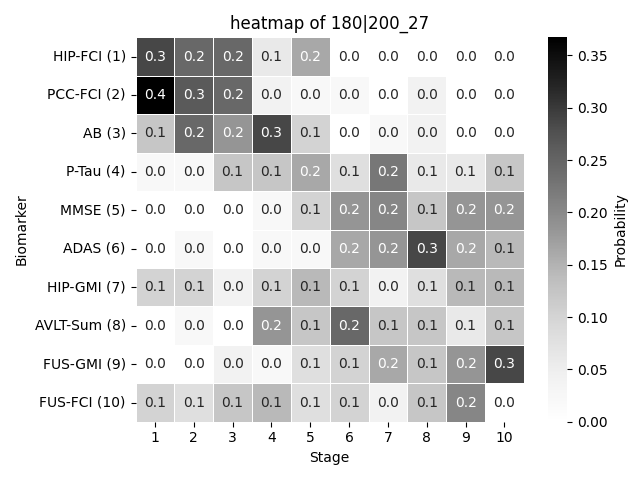 heatmap of 180|200_27
HIP-FCI (1) 0.3 0.2 0.2 0.1 0.2 0.0 0.0 0.0 0.0 0.0
PCC-FCI (2) 0.4 0.3 0.2 0.0 0.0 0.0 0.0 0.0 0.0 0.0
AB (3) 0.1 0.2 0.2 0.3 0.1 0.0 0.0 0.0 0.0 0.0
P-Tau (4) 0.0 0.0 0.1 0.1 0.2 0.1 0.2 0.1 0.1 0.1
MMSE (5) 0.0 0.0 0.0 0.0 0.1 0.2 0.2 0.1 0.2 0.2
ADAS (6) 0.0 0.0 0.0 0.0 0.0 0.2 0.2 0.3 0.2 0.1
HIP-GMI (7) 0.1 0.1 0.0 0.1 0.1 0.1 0.0 0.1 0.1 0.1
AVLT-Sum (8) 0.0 0.0 0.0 0.2 0.1 0.2 0.1 0.1 0.1 0.1
FUS-GMI (9) 0.0 0.0 0.0 0.0 0.1 0.1 0.2 0.1 0.2 0.3
FUS-FCI (10) 0.1 0.1 0.1 0.1 0.1 0.1 0.0 0.1 0.2 0.0
1 2 3 4 5 6 7 8 9 10
Stage
Biomarker
0.35
0.30
0.25
0.20
0.15
0.10
0.05
0.00
Probability